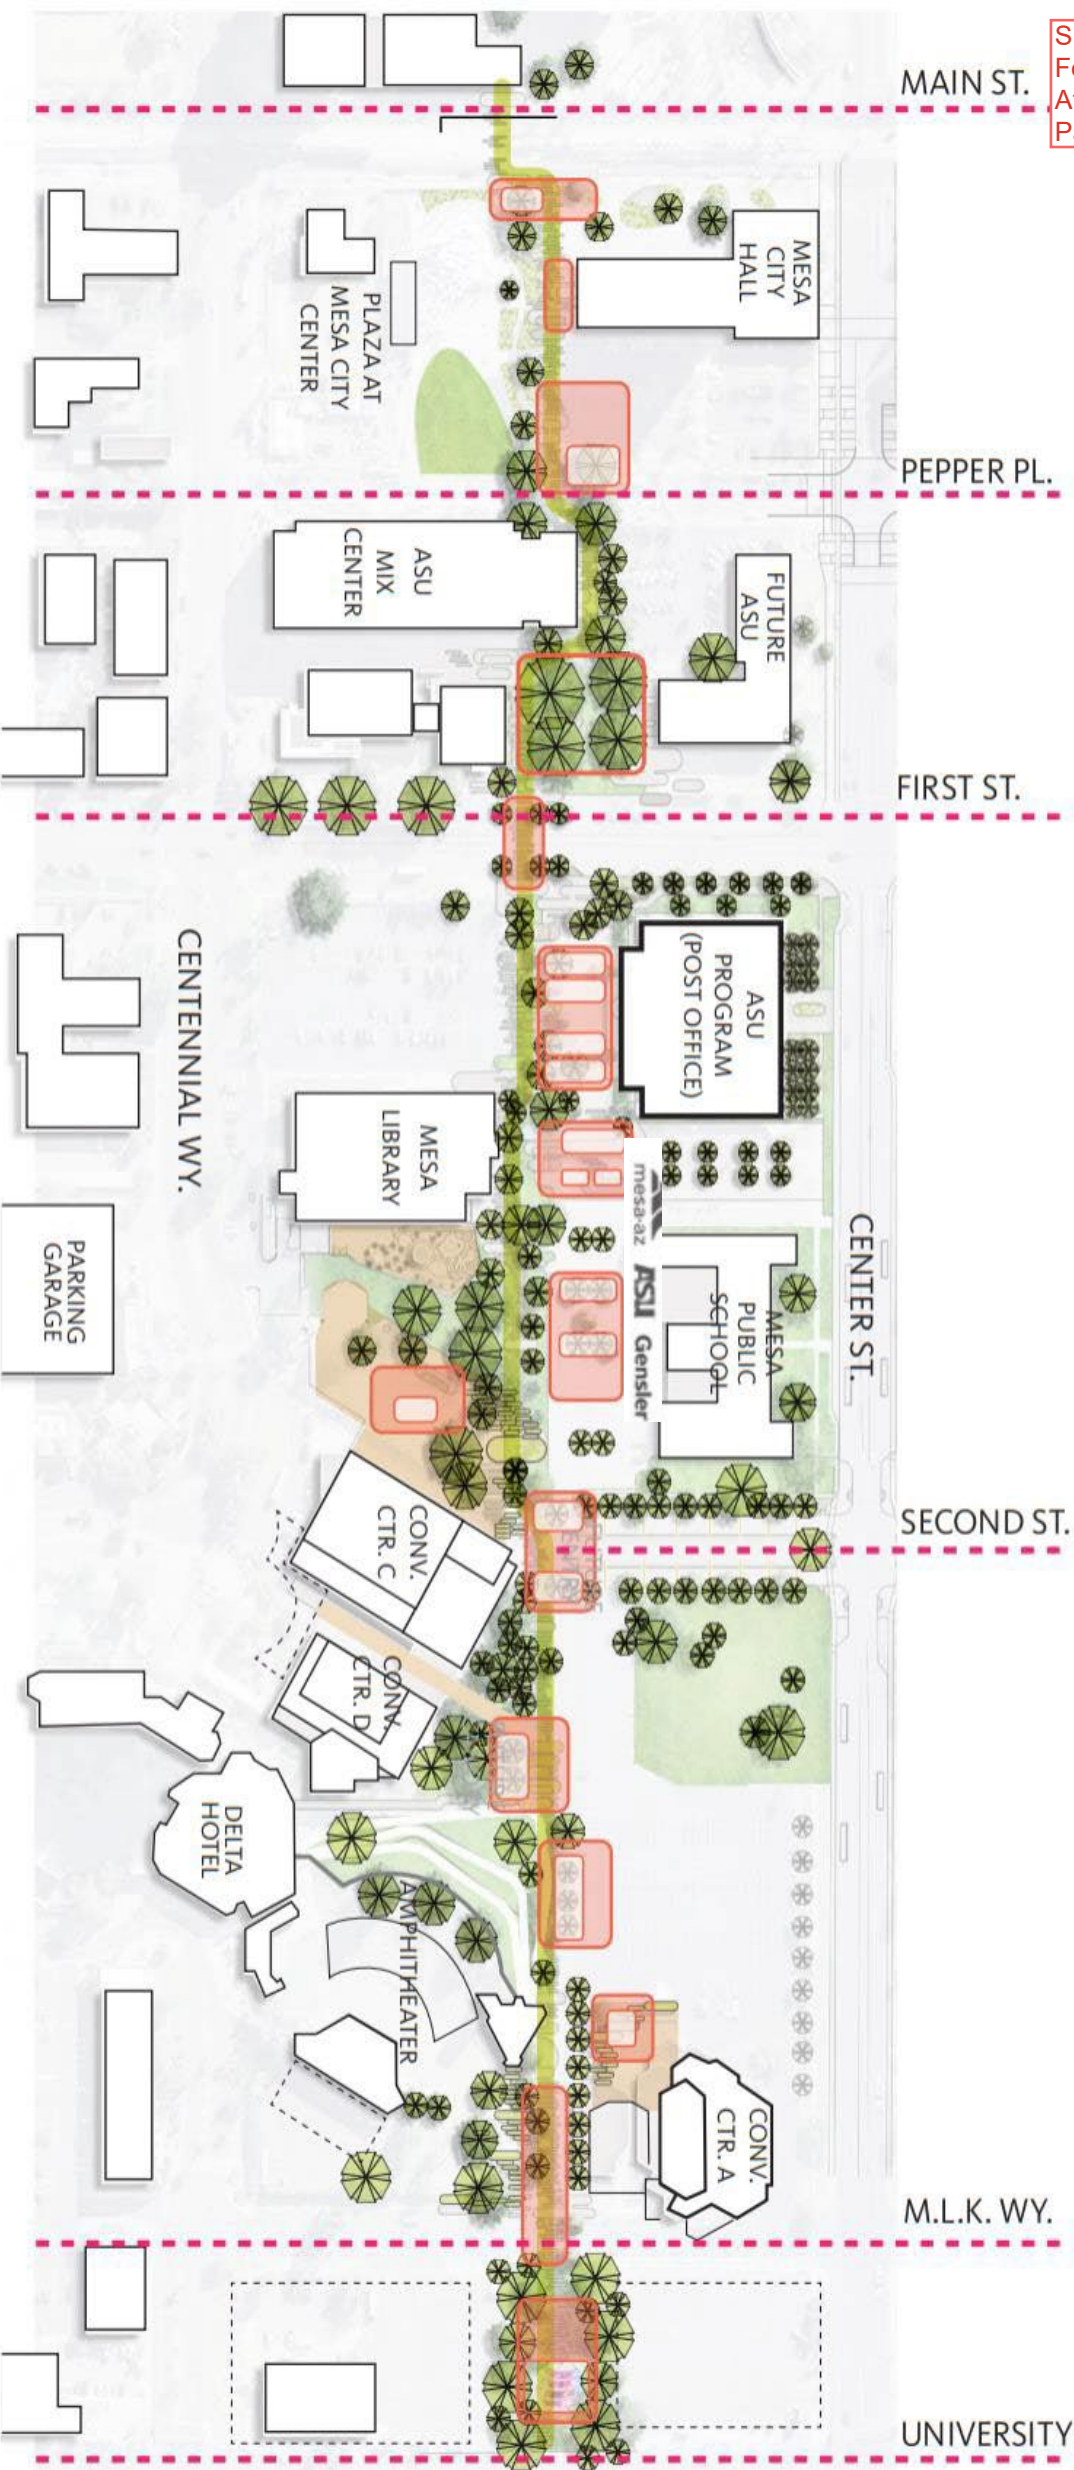 MAIN ST.
MESA
CITY
HALL
PLAZA AT
MESA CITY
CENTER
PEPPER PL.
ASU
MIX
CENTER
FUTURE
ASU
FIRST ST.
CENTENNIAL WY.
ASU
PROGRAM
(POST OFFICE)
MESA
LIBRARY
mesa·az
ASU
Gensler
CENTER ST.
PARKING
GARAGE
MESA
PUBLIC
SCHOOL
SECOND ST.
CONV.
CTR. C
CONV.
CTR. D
DELTA
HOTEL
AMPHITHEATER
CONV.
CTR. A
M.L.K. WY.
UNIVERSITY